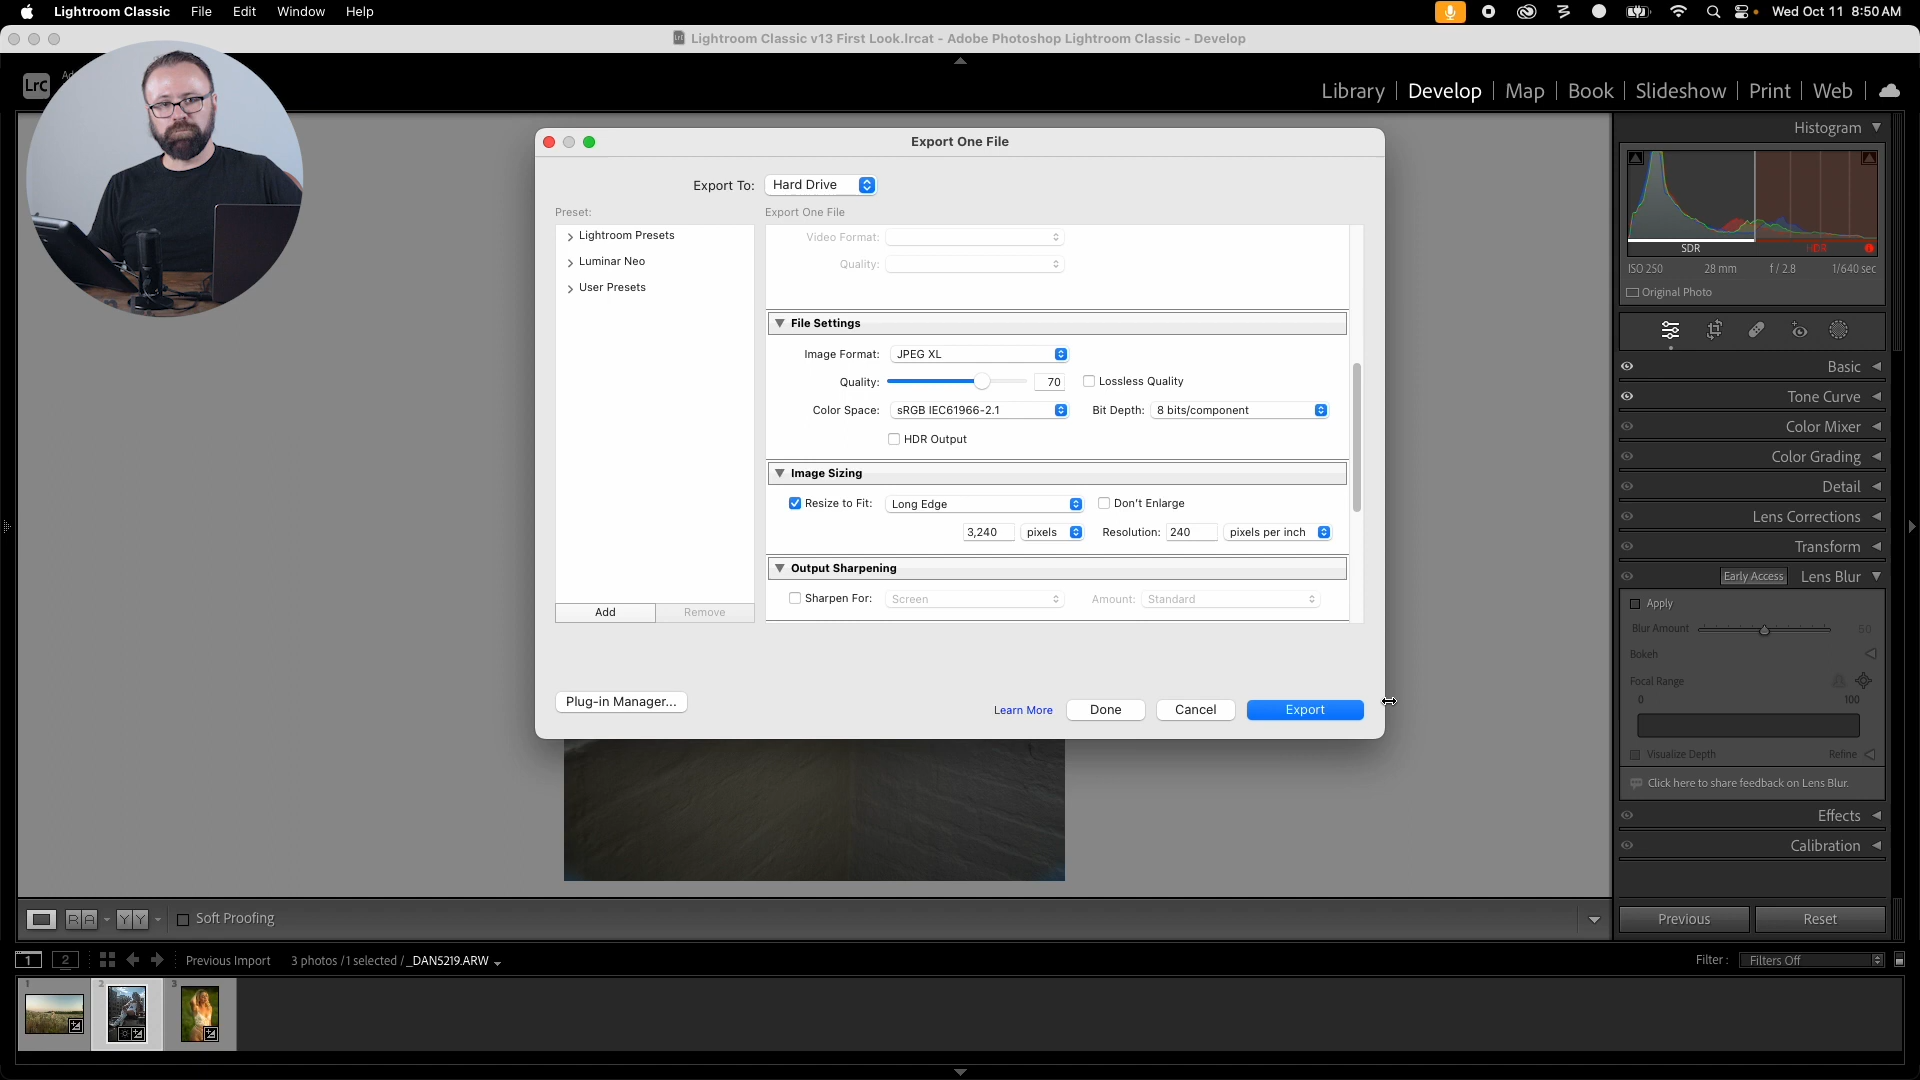 Lightroom Classic File Edit Window Help Wed Oct 11 8:50 AM
Lightroom Classic v13 First Look.lrcat - Adobe Photoshop Lightroom Classic - Develop
LrC
Library Develop Map Book Slideshow Print Web
Histogram
Export One File
Export To: Hard Drive
Preset: Export One File
Lightroom Presets
Luminar Neo
User Presets
Video Format:
Quality:
File Settings
Image Format: JPEG XL
Quality: 70 Lossless Quality
Color Space: sRGB IEC61966-2.1 Bit Depth: 8 bits/component
HDR Output
Image Sizing
Resize to Fit: Long Edge Don't Enlarge
3,240 pixels Resolution: 240 pixels per inch
Output Sharpening
Sharpen For: Screen Amount: Standard
Add Remove
Plug-in Manager... Learn More Done Cancel Export
SDR HDR
ISO 250 28 mm f / 2.8 1/640 sec
Original Photo
Basic
Tone Curve
Color Mixer
Color Grading
Detail
Lens Corrections
Transform
Early Access Lens Blur
Apply
Blur Amount 50
Bokeh
Focal Range
0 100
Visualize Depth Refine
Click here to share feedback on Lens Blur.
Effects
Calibration
Previous Reset
R A Y Y Soft Proofing
1 2 Previous Import 3 photos / 1 selected / _DAN5219.ARW Filter : Filters Off
1 2 3